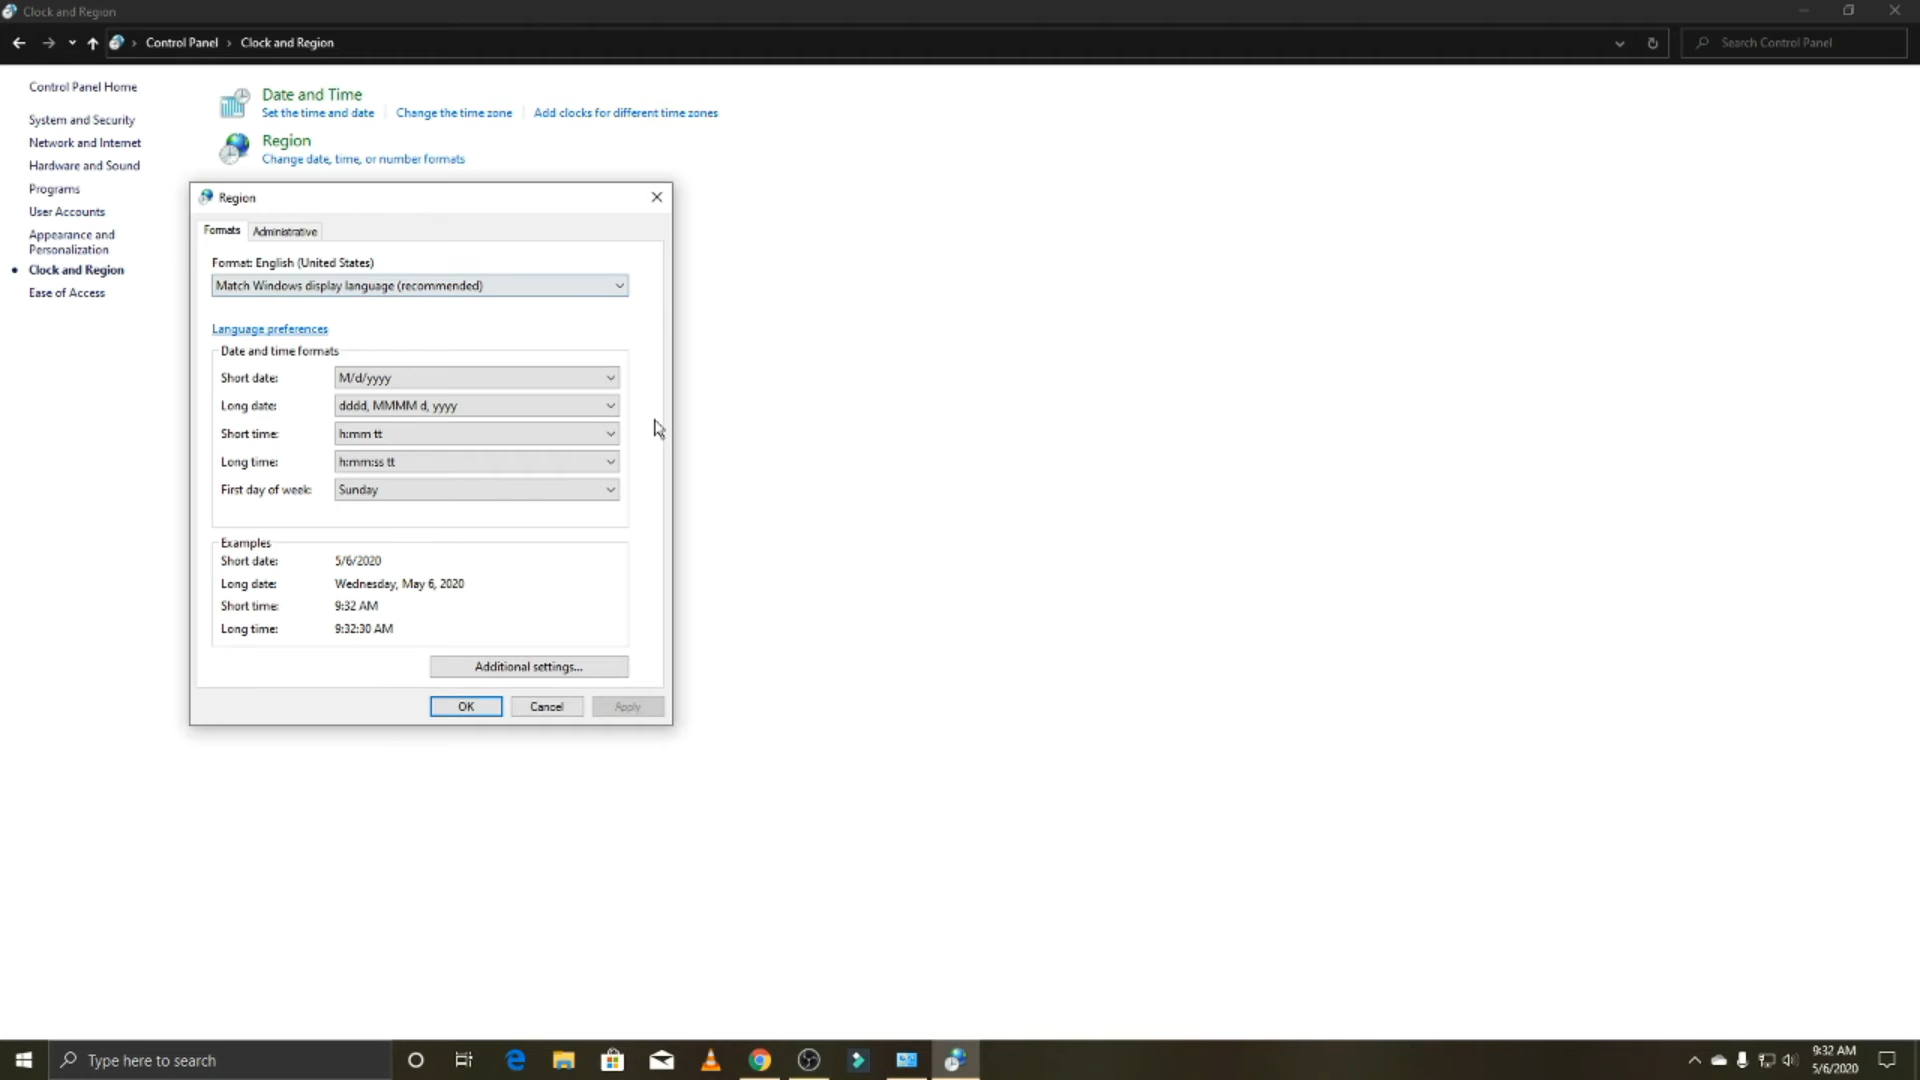 Clock and Region
Control Panel › Clock and Region
Search Control Panel
Control Panel Home
System and Security
Network and Internet
Hardware and Sound
Programs
User Accounts
Appearance and
Personalization
Clock and Region
Ease of Access
Date and Time
Set the time and date
Change the time zone
Add clocks for different time zones
Region
Change date, time, or number formats
Region
Formats
Administrative
Format: English (United States)
Match Windows display language (recommended)
Language preferences
Date and time formats
Short date: M/d/yyyy
Long date: dddd, MMMM d, yyyy
Short time: h:mm tt
Long time: h:mm:ss tt
First day of week: Sunday
Examples
Short date: 5/6/2020
Long date: Wednesday, May 6, 2020
Short time: 9:32 AM
Long time: 9:32:30 AM
Additional settings...
OK
Cancel
Apply
Type here to search
9:32 AM
5/6/2020